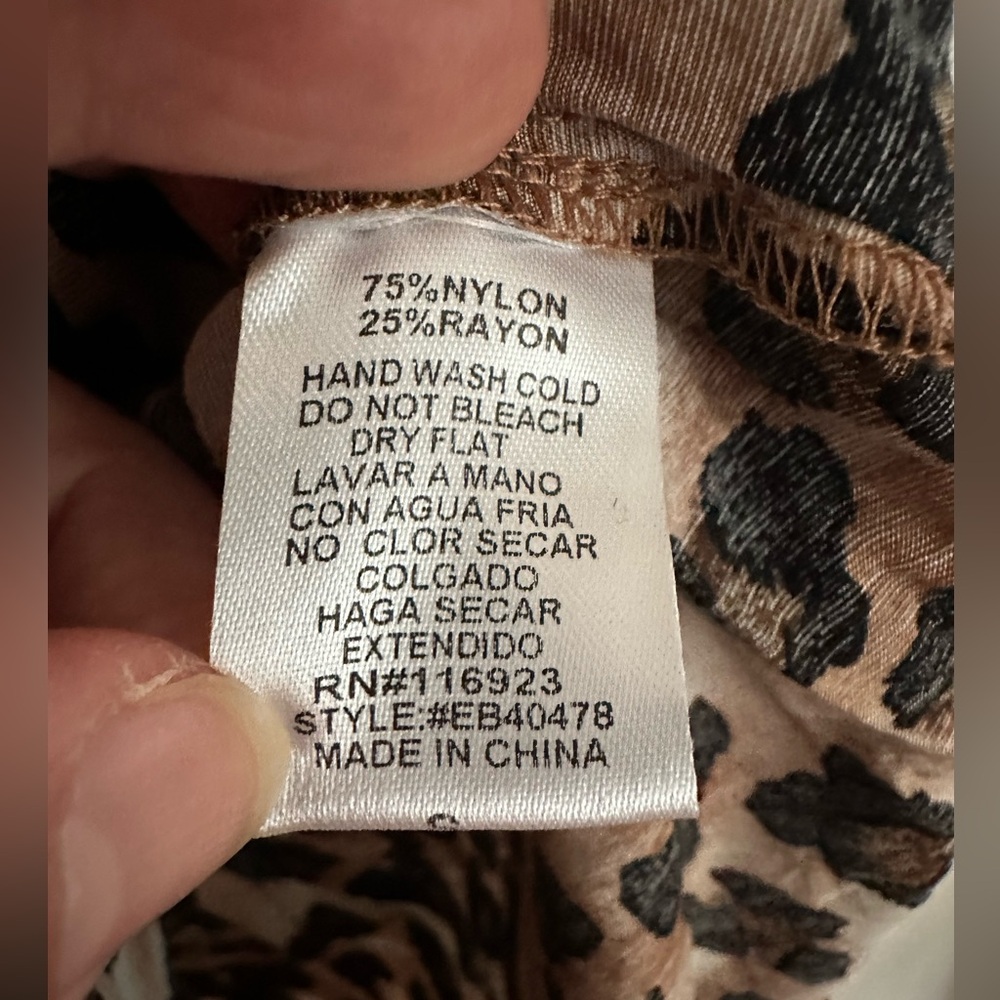 75%NYLON
25%RAYON
HAND WASH COLD
DO NOT BLEACH
DRY FLAT
LAVAR A MANO
CON AGUA FRIA
NO CLOR SECAR
COLGADO
HAGA SECAR
EXTENDIDO
RN#116923
STYLE:#EB40478
MADE IN CHINA